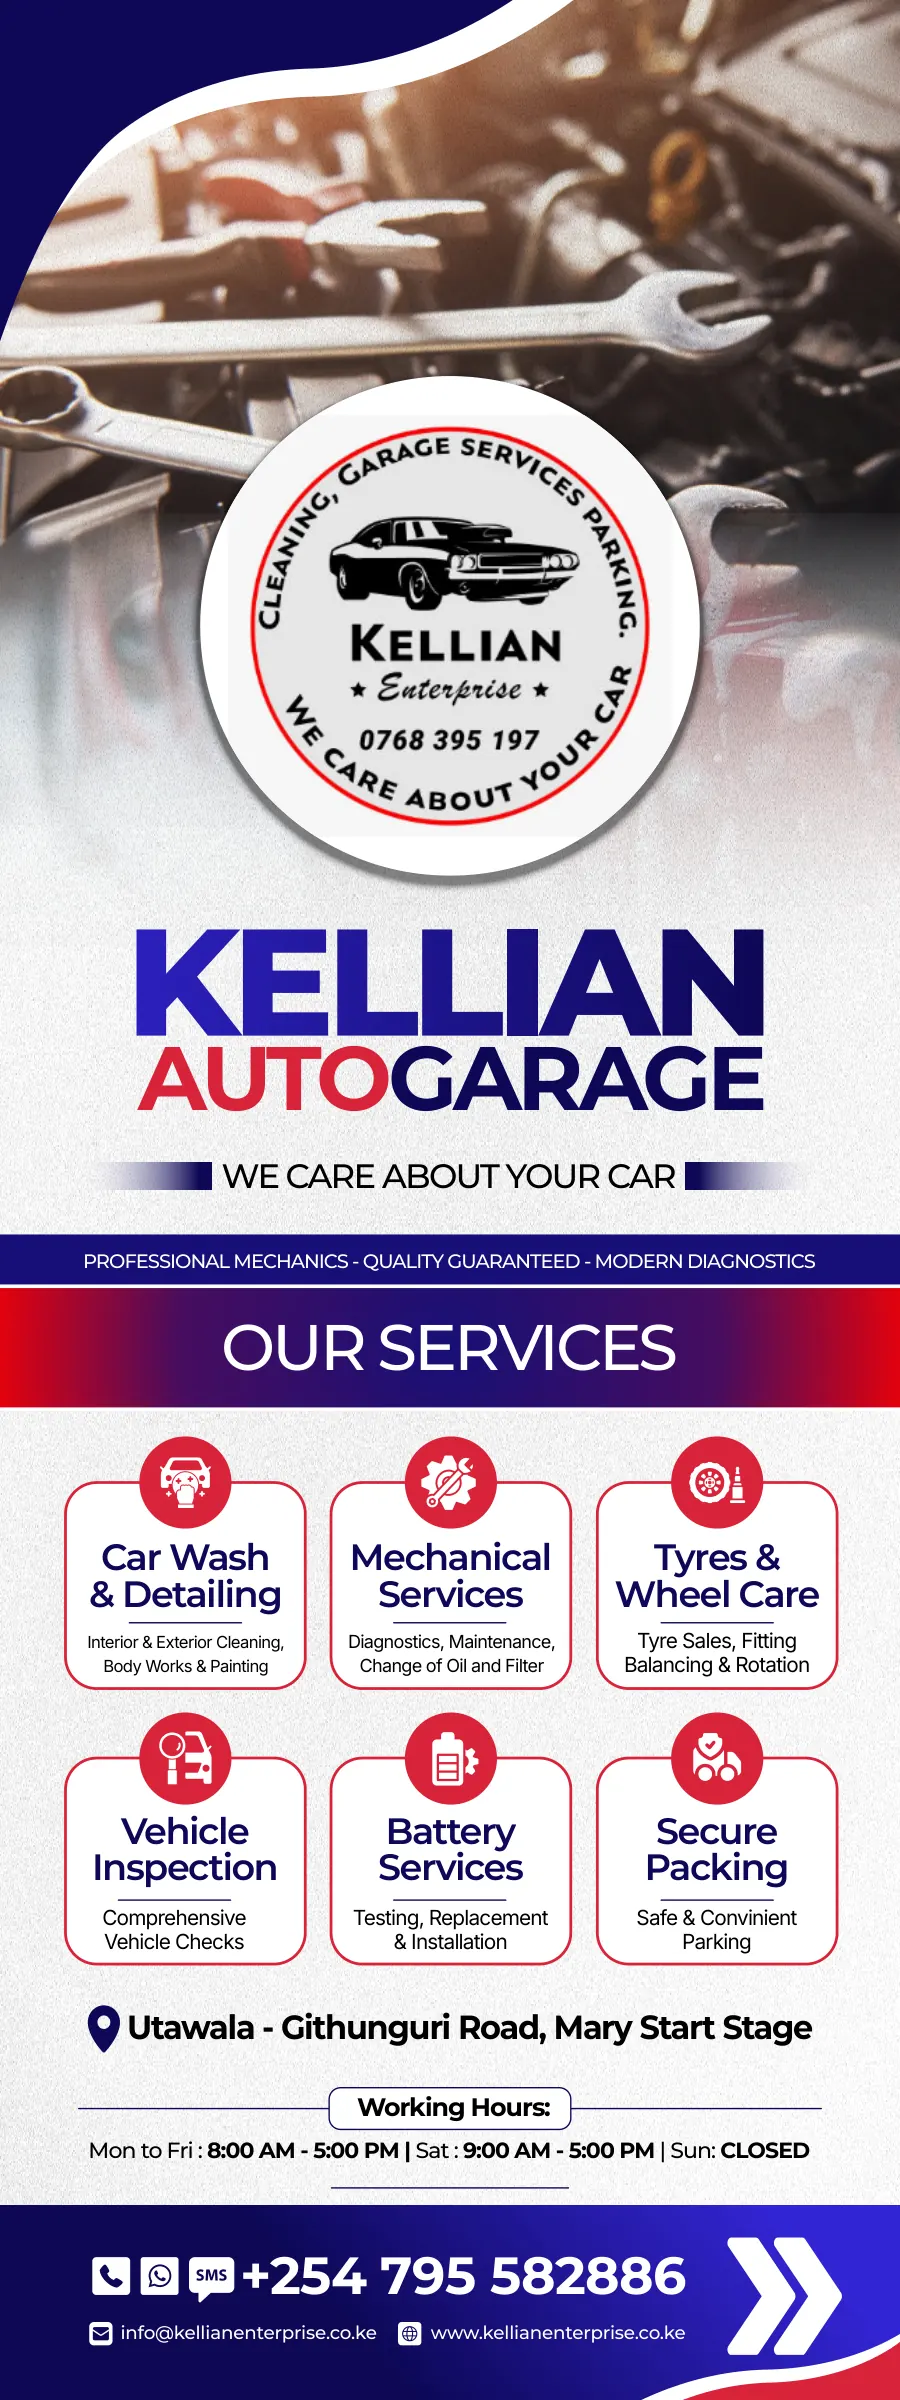 CLEANING, GARAGE SERVICES PARKING.
KELLIAN
Enterprise
0768 395 197
WE CARE ABOUT YOUR CAR
KELLIAN
AUTOGARAGE
WE CARE ABOUT YOUR CAR
PROFESSIONAL MECHANICS - QUALITY GUARANTEED - MODERN DIAGNOSTICS
OUR SERVICES
Car Wash
& Detailing
Interior & Exterior Cleaning,
Body Works & Painting
Mechanical
Services
Diagnostics, Maintenance,
Change of Oil and Filter
Tyres &
Wheel Care
Tyre Sales, Fitting
Balancing & Rotation
Vehicle
Inspection
Comprehensive
Vehicle Checks
Battery
Services
Testing, Replacement
& Installation
Secure
Packing
Safe & Convinient
Parking
Utawala - Githunguri Road, Mary Start Stage
Working Hours:
Mon to Fri : 8:00 AM - 5:00 PM | Sat : 9:00 AM - 5:00 PM | Sun: CLOSED
SMS +254 795 582886
info@kellianenterprise.co.ke www.kellianenterprise.co.ke